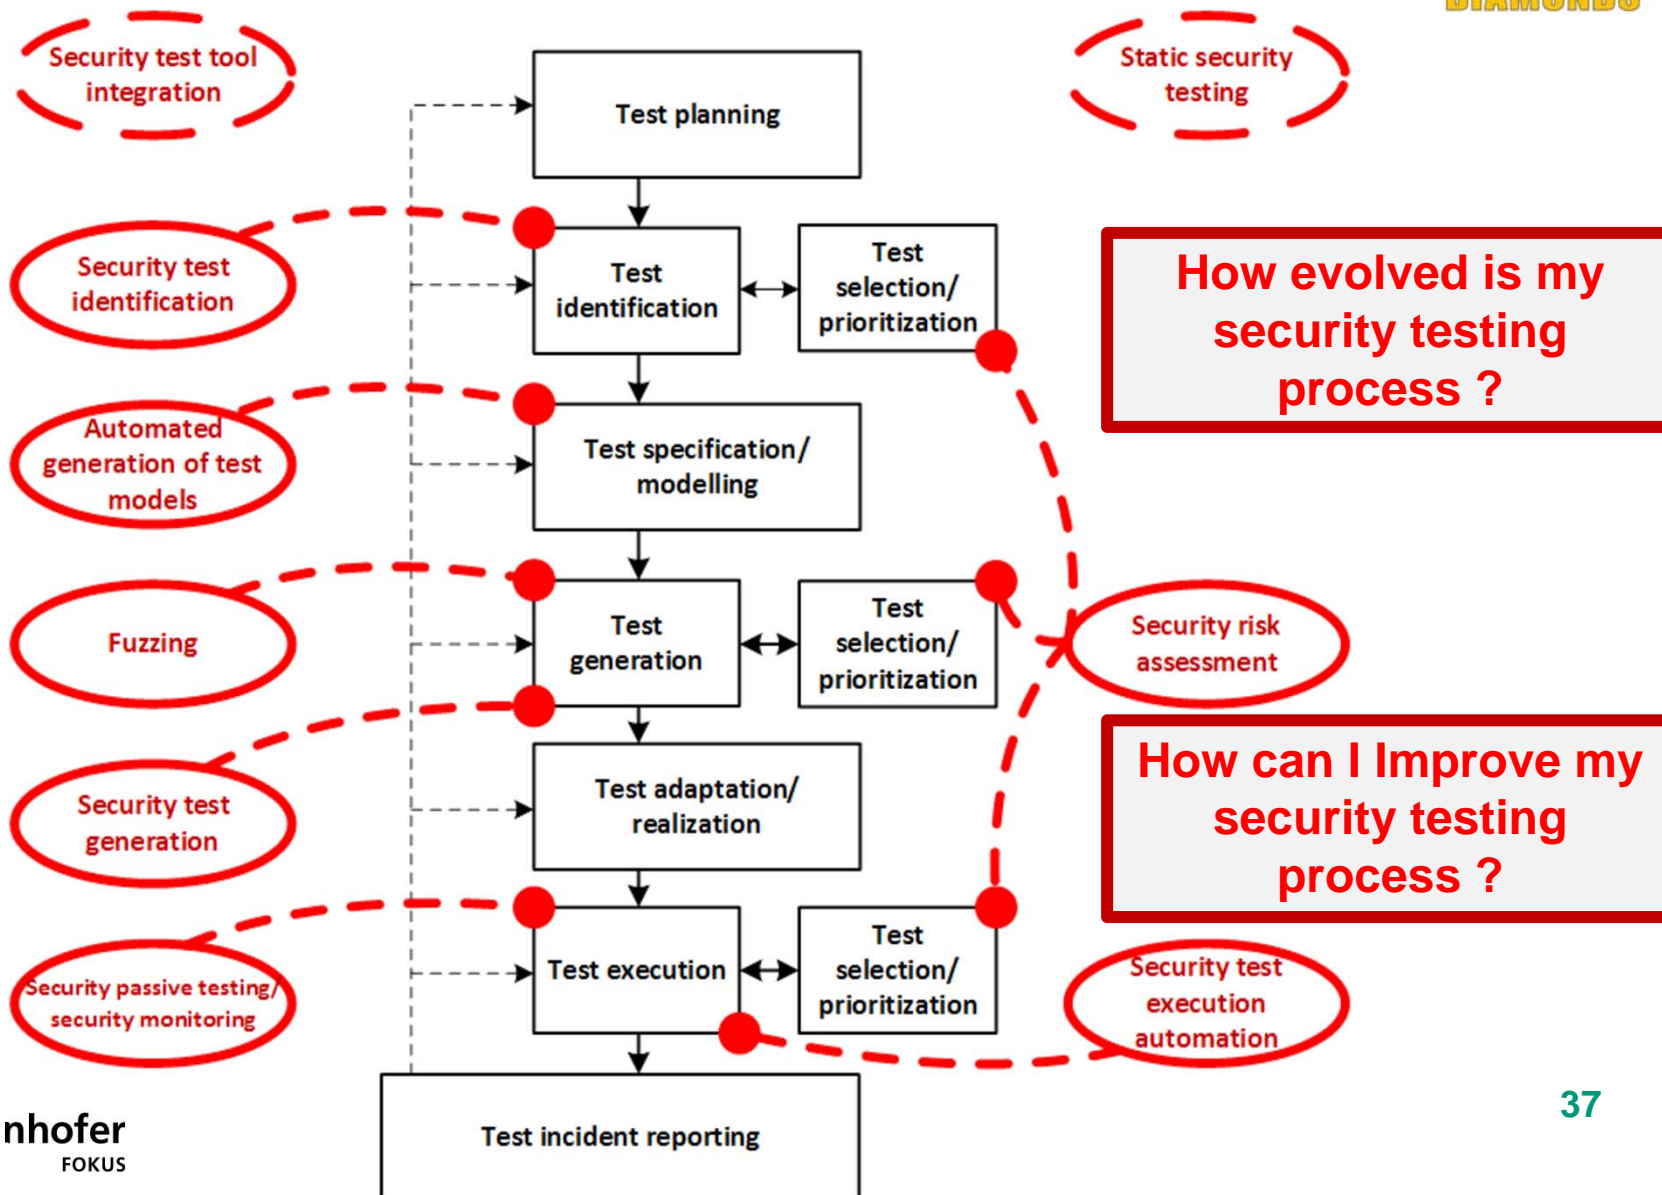 DIAMONDS
Security test tool
integration
Test planning
Static security
testing
Security test
identification
Test
identification
Test
selection/
prioritization
How evolved is my
security testing
process ?
Automated
generation of test
models
Test specification/
modelling
Fuzzing
Test
generation
Test
selection/
prioritization
Security risk
assessment
Security test
generation
Test adaptation/
realization
How can I Improve my
security testing
process ?
Security passive testing/
security monitoring
Test execution
Test
selection/
prioritization
Security test
execution
automation
Test incident reporting
nhofer
FOKUS
37